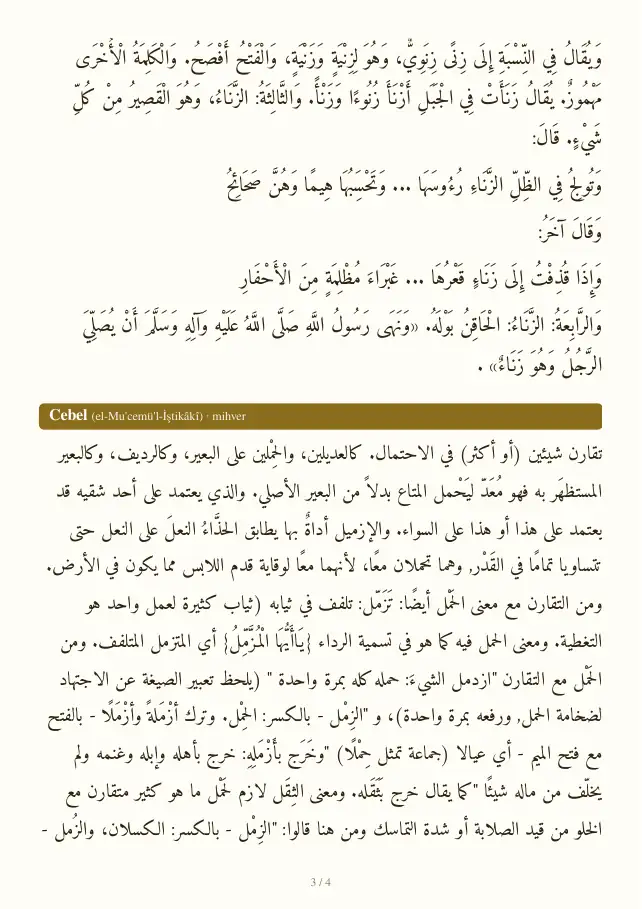 وَيُقَالُ فِي النِّسْبَةِ إِلَى زِنًى زِنَوِيٌّ، وَهُوَ لِزِنْيَةٍ وَزَنْيَةٍ، وَالْفَتْحُ أَفْصَحُ. وَالْكَلِمَةُ الْأُخْرَى
مَهْمُوزٌ. يُقَالُ زَنَأَتْ فِي الْجَبَلِ أَزْنَأَ زُنُوءًا وَزَنْأً. وَالثَّالِثَةُ: الزَّنَاءُ، وَهُوَ الْقَصِيرُ مِنْ كُلِّ
شَيْءٍ. قَالَ:
وَتُولِجُ فِي الظِّلِّ الزَّنَاءِ رُءُوسَهَا ... وَتَحْسَبُهَا هِيمًا وَهُنَّ صَحَائِحُ
وَقَالَ آخَرُ:
وَإِذَا قُذِفْتُ إِلَى زَنَاءٍ قَعْرُهَا ... غَبْرَاءَ مُظْلِمَةٍ مِنَ الْأَحْفَارِ
وَالرَّابِعَةُ: الزَّنَاءُ: الْحَاقِنُ بَوْلَهُ. «وَنَهَى رَسُولُ اللَّهِ صَلَّى اللَّهُ عَلَيْهِ وَآلِهِ وَسَلَّمَ أَنْ يُصَلِّيَ
الرَّجُلُ وَهُوَ زَنَاءٌ» .
Cebel (el-Mu'cemü'l-İştikâkî) · mihver
تقارن شيئين (أو أكثر) في الاحتمال. كالعديلين، والحِمْلين على البعير، وكالرديف، وكالبعير
المستظهَر به فهو مُعَدّ ليَحْمل المتاع بدلاً من البعير الأصلي. والذي يعتمد على أحد شقيه قد
يعتمد على هذا أو هذا على السواء. والإزميل أداةٌ بها يطابق الحذَّاءُ النعلَ على النعل حتى
تتساويا تمامًا في القَدْر, وهما تحملان معًا، لأنهما معًا لوقاية قدم اللابس مما يكون في الأرض.
ومن التقارن مع معنى الحَمْل أيضًا: تَزَمّل: تلفف في ثيابه (ثياب كثيرة لعمل واحد هو
التغطية. ومعنى الحمل فيه كما هو في تسمية الرداء {يَاأَيُّهَا الْمُزَّمِّلُ} أي المتزمل المتلفف. ومن
الحَمْل مع التقارن "ازدمل الشيءَ: حمله كله بمرة واحدة " (يلحظ تعبير الصيغة عن الاجتهاد
لضخامة الحمل, ورفعه بمرة واحدة)، و "الزِمْل - بالكسر: الحِمْل. وترك أزْمَلةً وأزْمَلًا - بالفتح
مع فتح الميم - أي عيالا (جماعة تمثل حِمْلًا) "وخَرَج بأَزْمَلِهِ: خرج بأهله وإبله وغنمه ولم
يخلّف من ماله شيئًا "كما يقال خرج بثَقَله. ومعنى الثِقَل لازم لحَمْل ما هو كثير متقارن مع
الخلو من قيد الصلابة أو شدة التماسك ومن هنا قالوا: "الزِمْل - بالكسر: الكسلان، والزُمل -
3 / 4